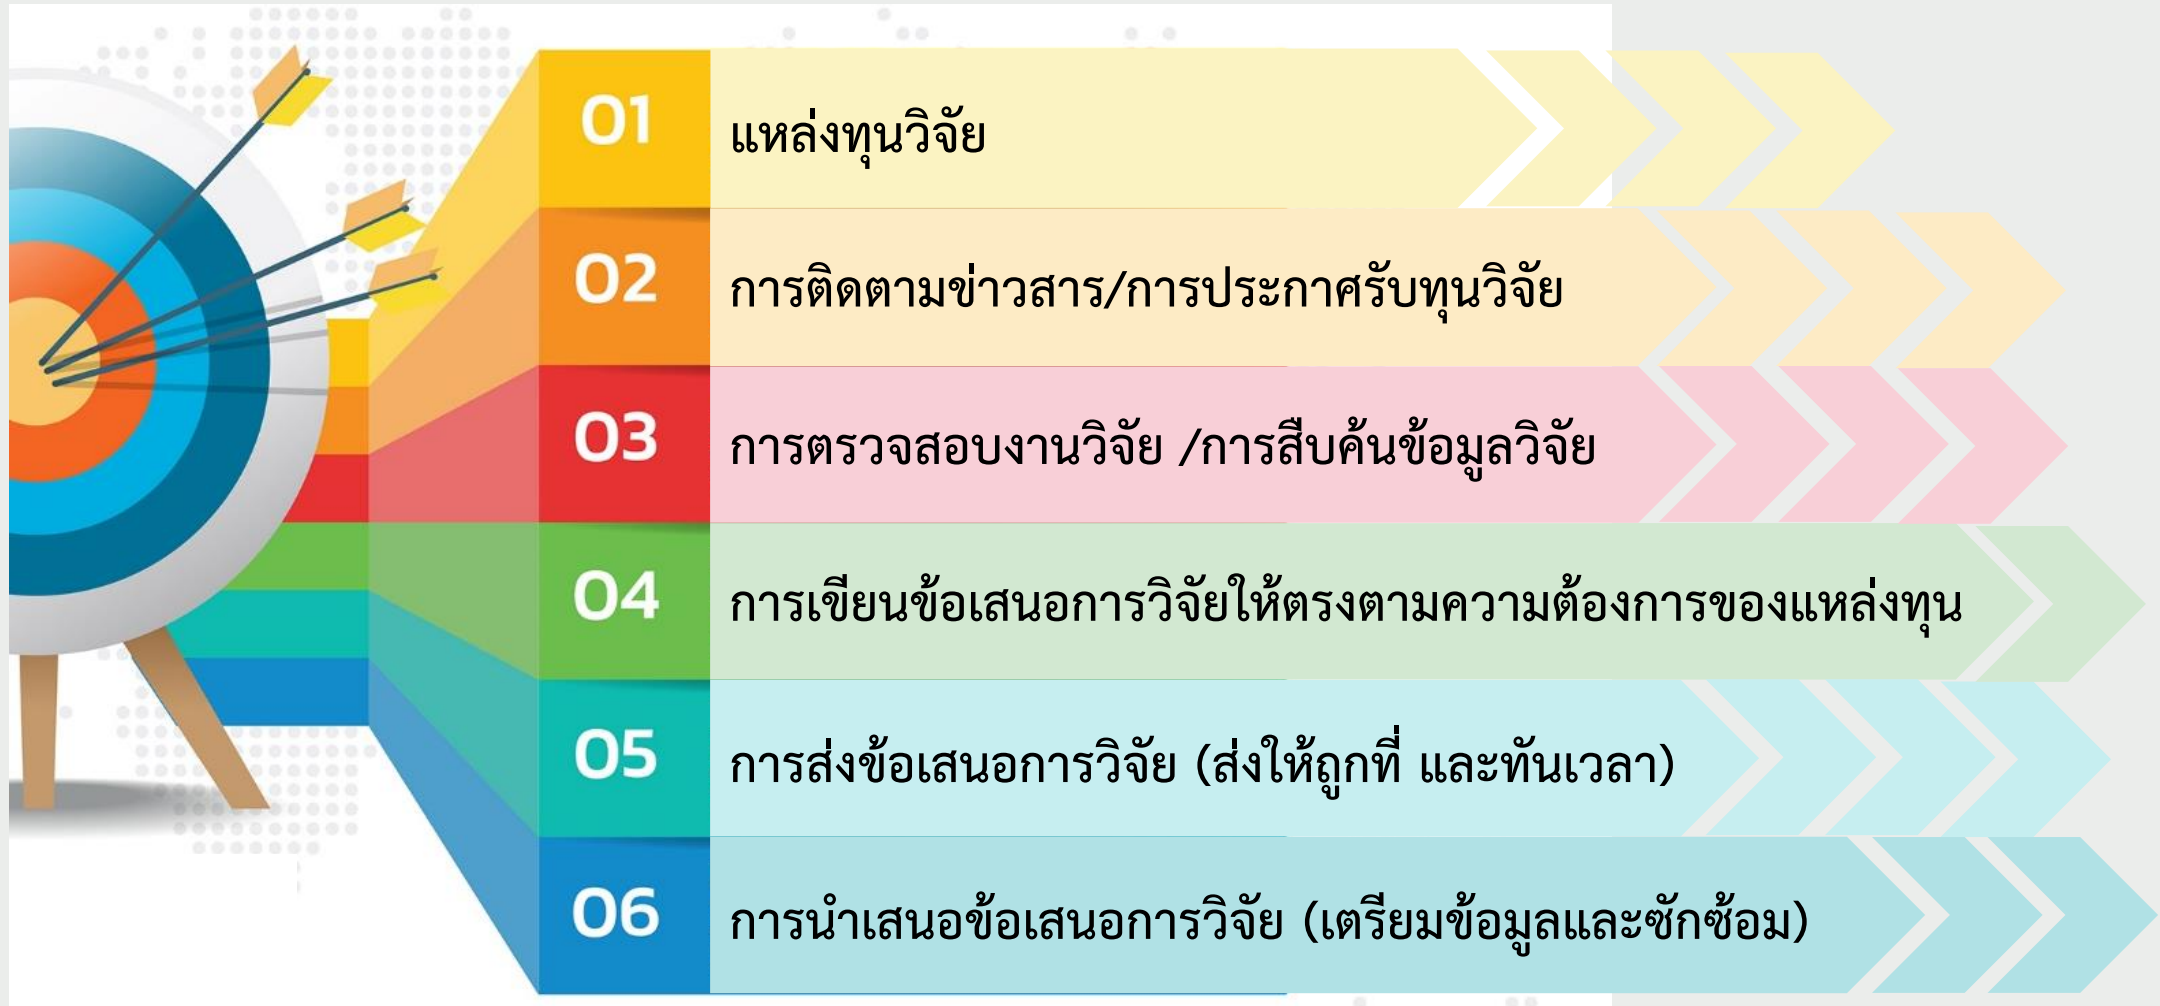 01 แหล่งทุนวิจัย
02 การติดตามข่าวสาร/การประกาศรับทุนวิจัย
03 การตรวจสอบงานวิจัย /การสืบค้นข้อมูลวิจัย
04 การเขียนข้อเสนอการวิจัยให้ตรงตามความต้องการของแหล่งทุน
05 การส่งข้อเสนอการวิจัย (ส่งให้ถูกที่ และทันเวลา)
06 การนำเสนอข้อเสนอการวิจัย (เตรียมข้อมูลและซักซ้อม)